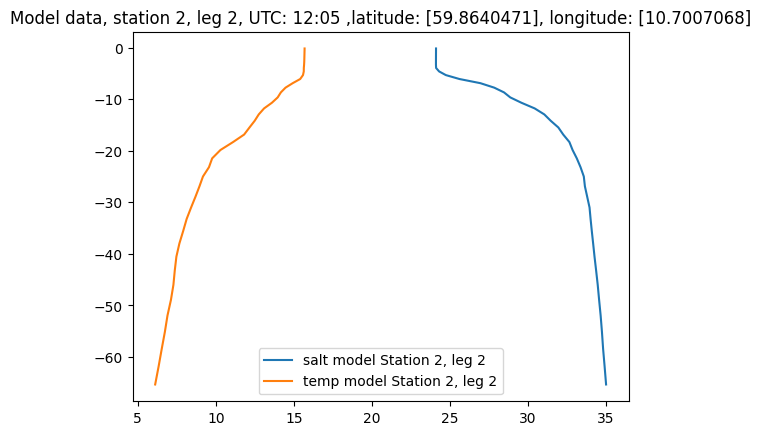 Model data, station 2, leg 2, UTC: 12:05 ,latitude: [59.8640471], longitude: [10.7007068]
0
−10
−20
−30
−40
−50
−60
salt model Station 2, leg 2
temp model Station 2, leg 2
5 10 15 20 25 30 35